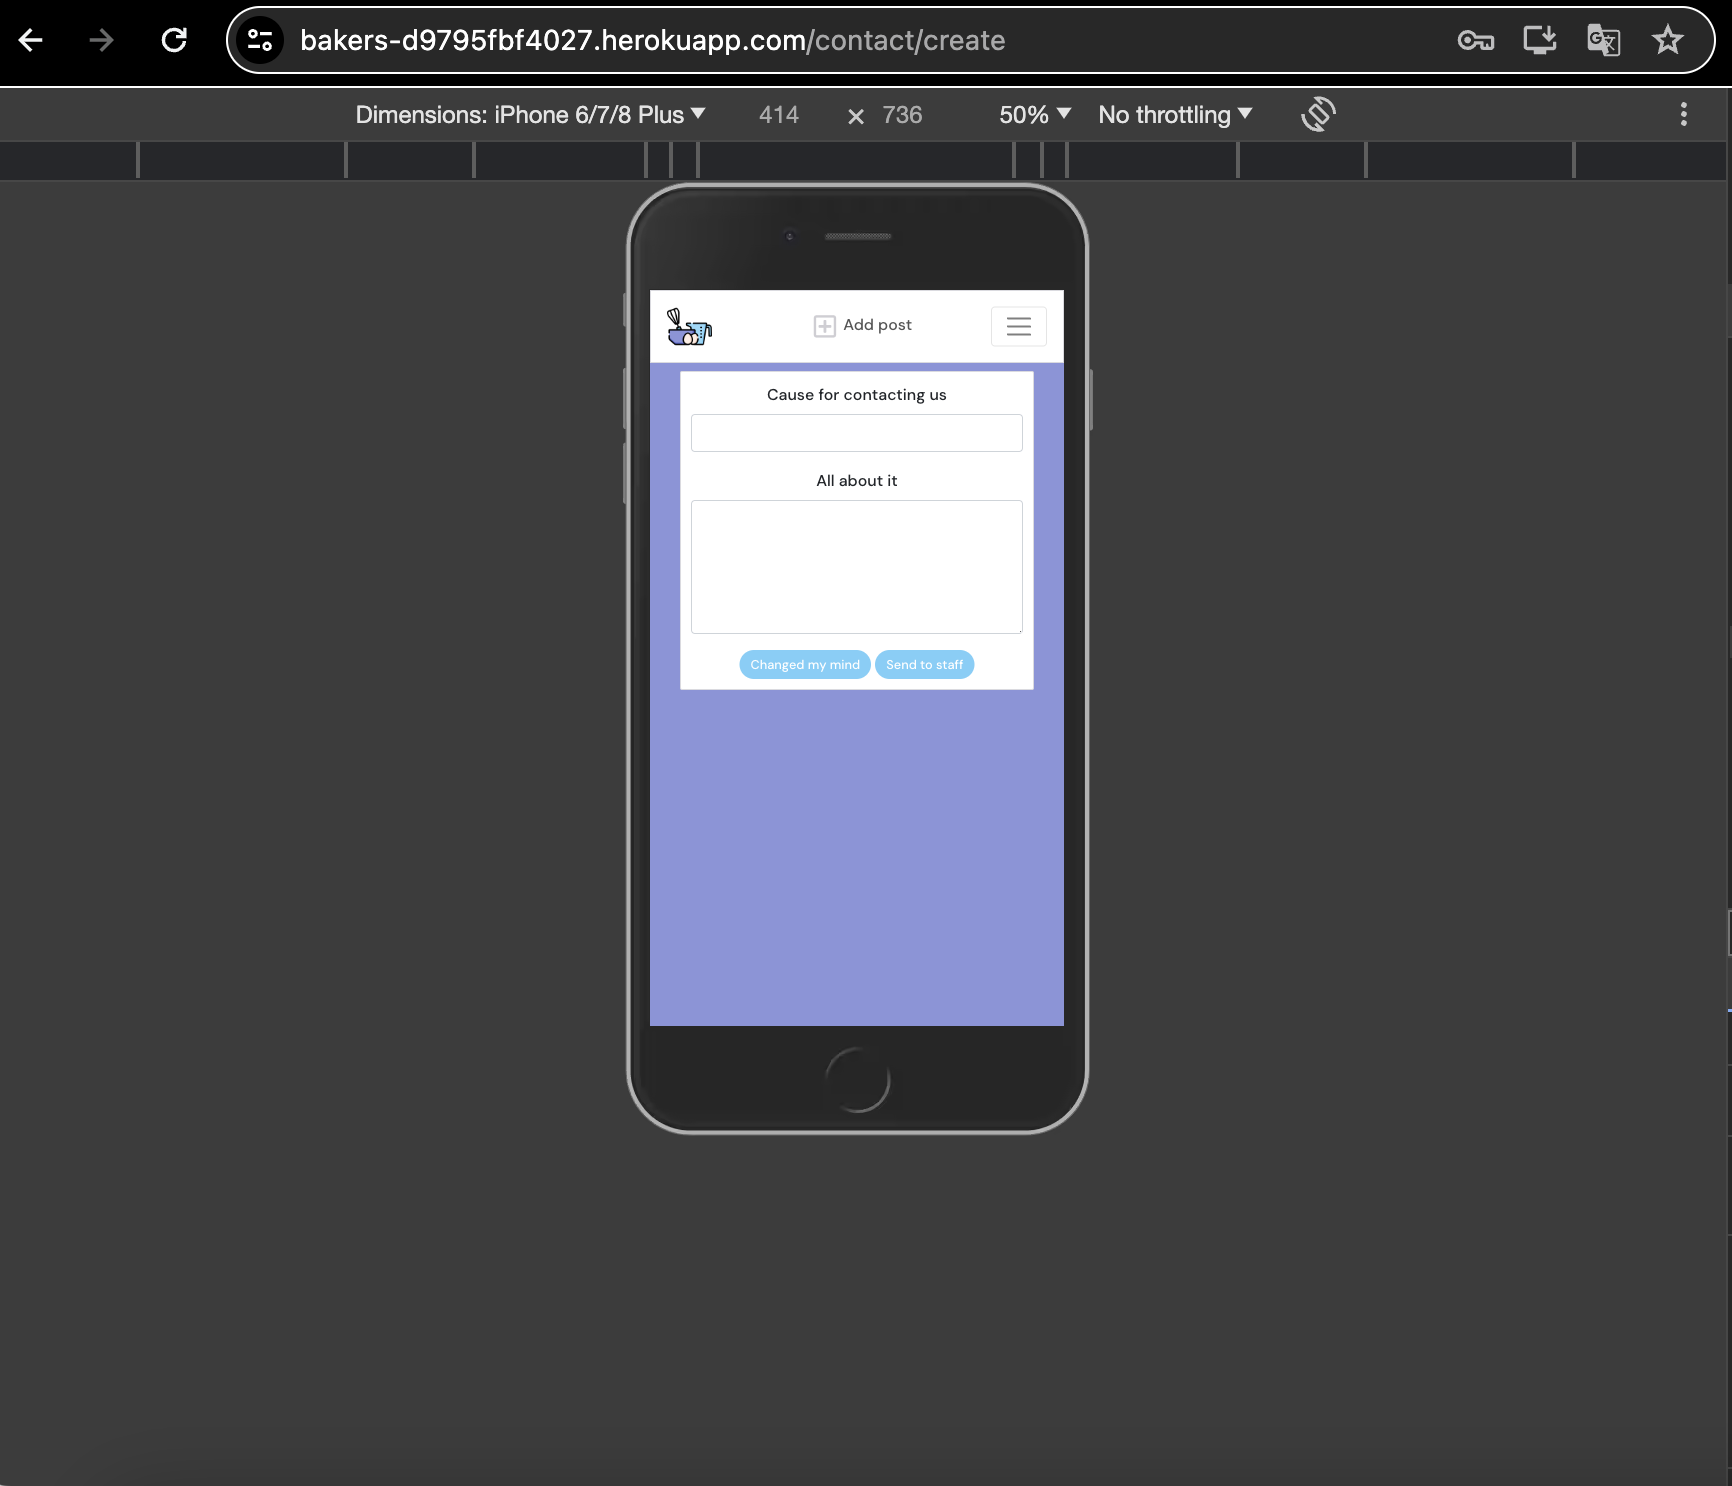 bakers-d9795fbf4027.herokuapp.com/contact/create
Dimensions: iPhone 6/7/8 Plus 414 × 736 50% No throttling
Add post
Cause for contacting us
All about it
Changed my mind Send to staff